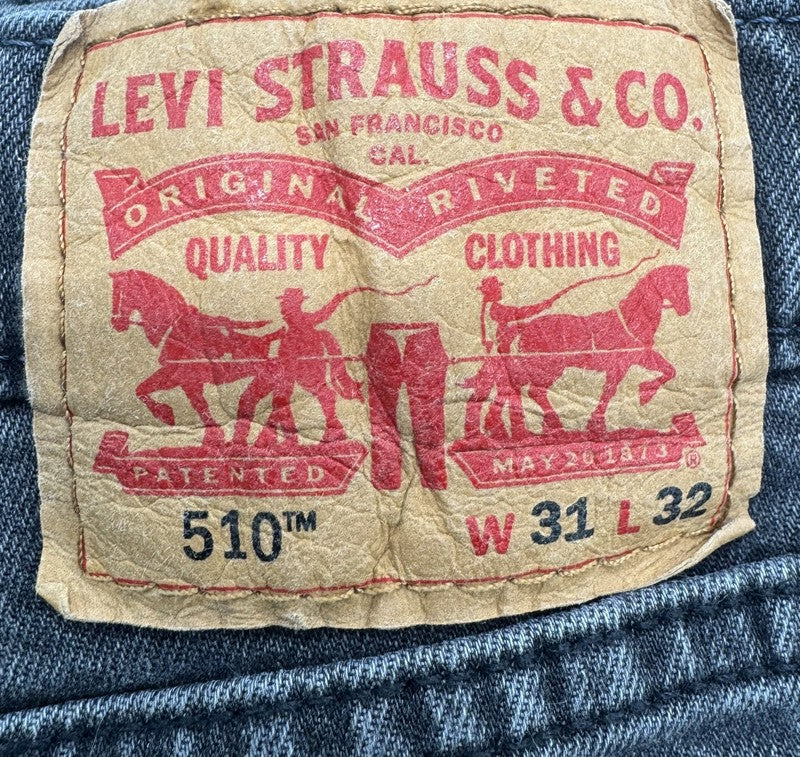 LEVI STRAUSS & CO.
SAN FRANCISCO
CAL.
ORIGINAL RIVETED
QUALITY CLOTHING
PATENTED MAY 20 1873 ®
510™ W 31 L 32